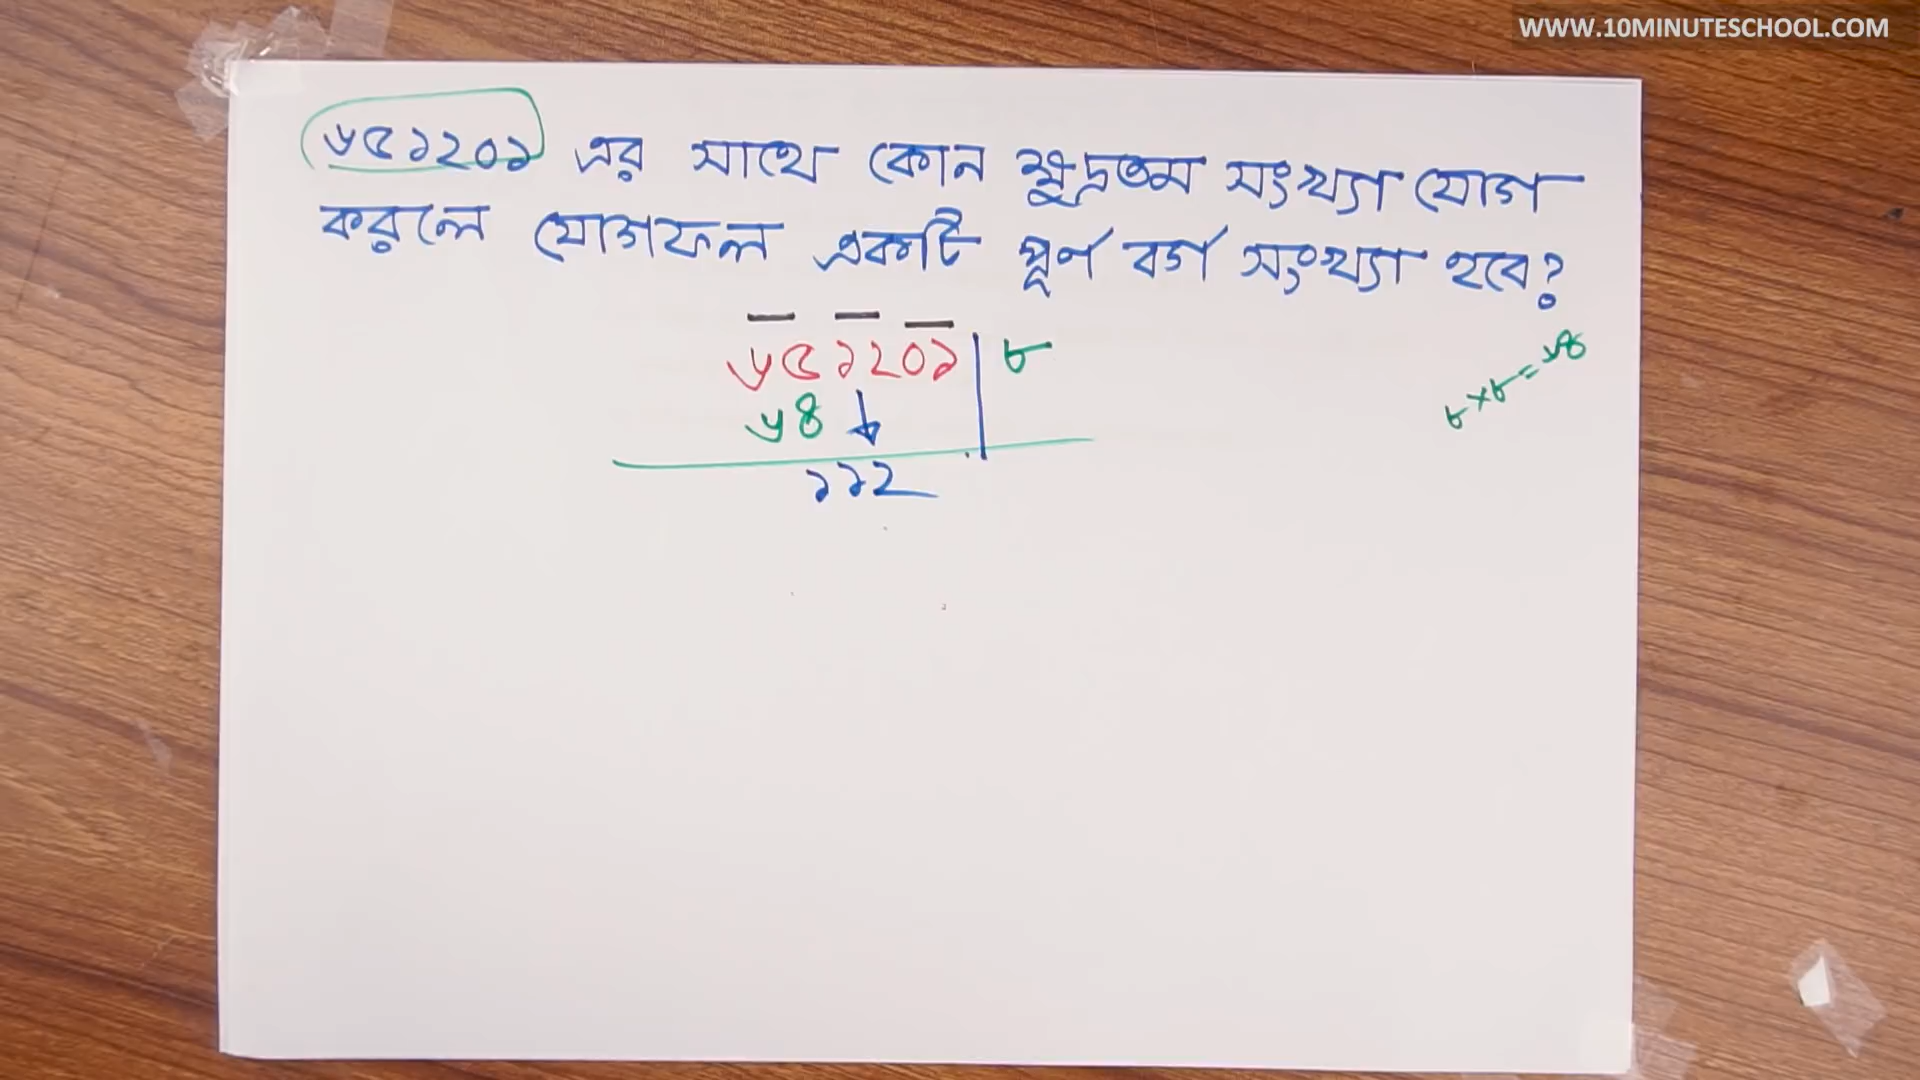 WWW.10MINUTESCHOOL.COM
৬৫১২০১ এর সাথে কোন ক্ষুদ্রতম সংখ্যা যোগ
করলে যোগফল একটি পূর্ণ বর্গ সংখ্যা হবে?
৬৫১২০১ | ৮
৮×৮=৬৪
৬৪
১১২